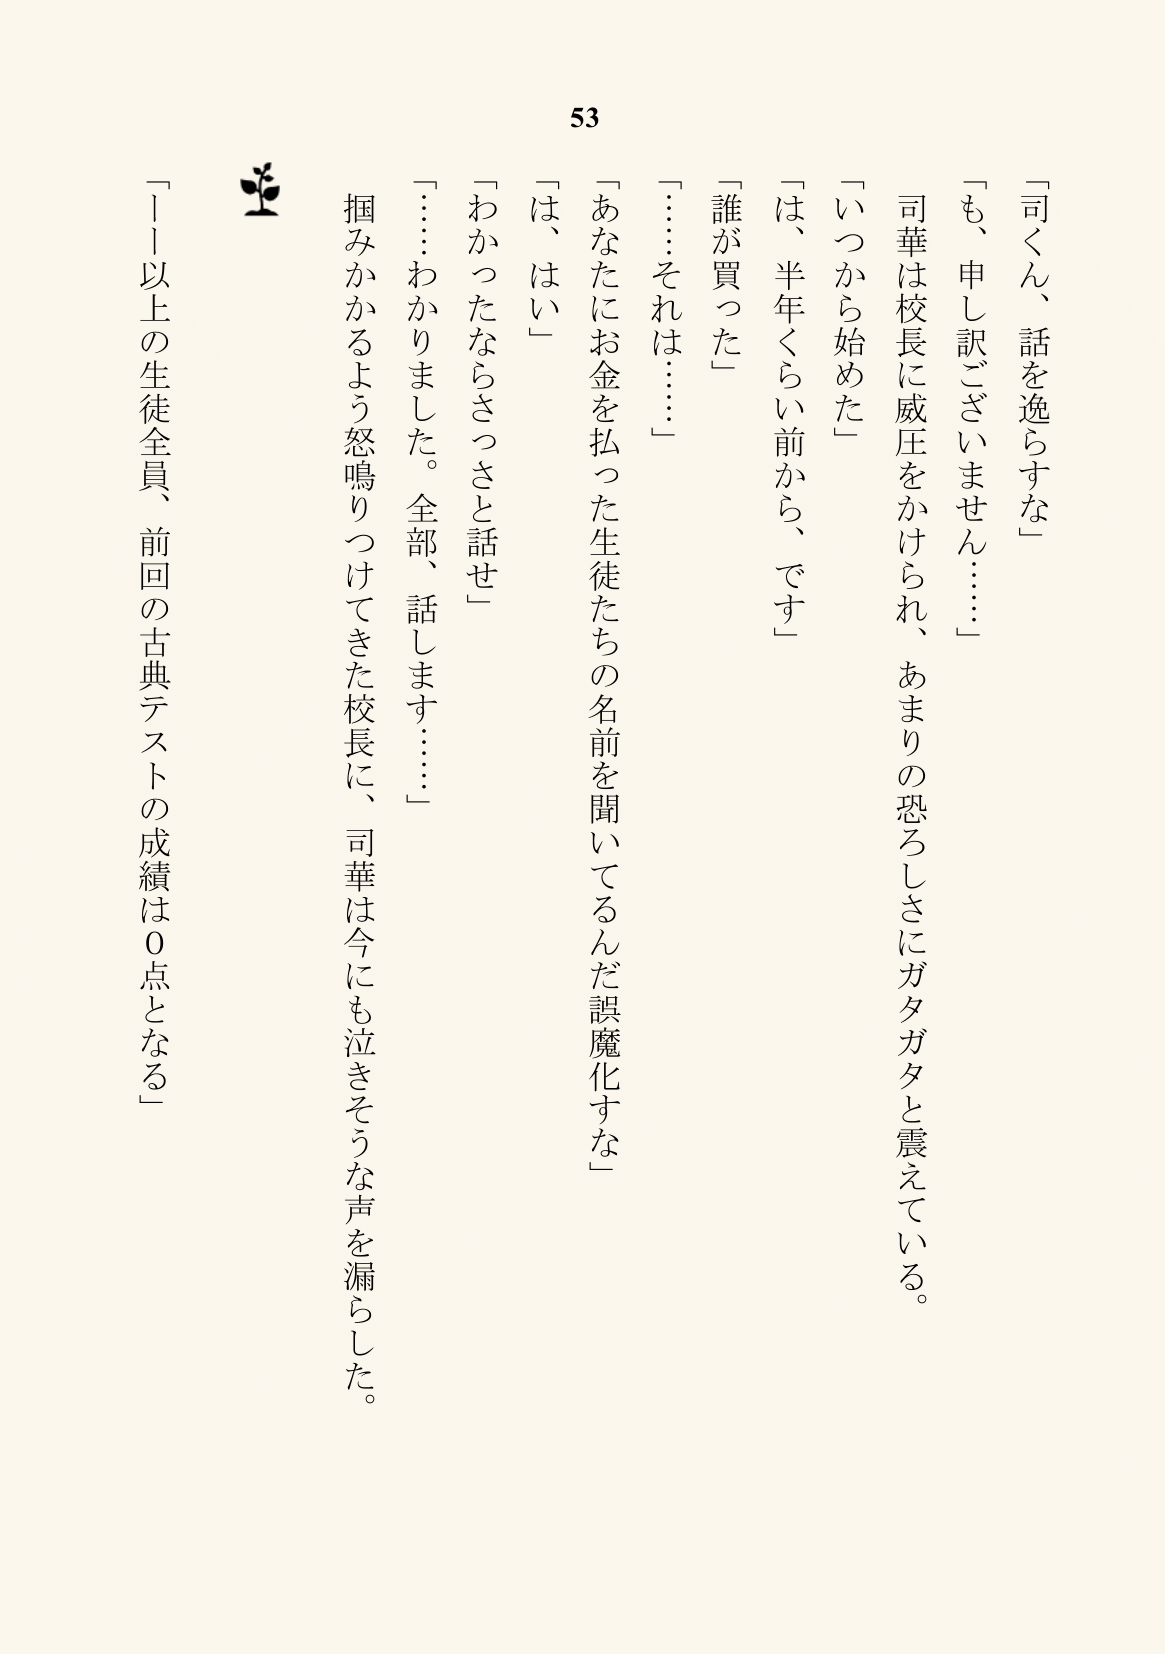 53
「司くん、話を逸らすな」
「も、申し訳ございません……」
　司華は校長に威圧をかけられ、あまりの恐ろしさにガタガタと震えている。
「いつから始めた」
「は、半年くらい前から、です」
「誰が買った」
「……それは……」
「あなたにお金を払った生徒たちの名前を聞いてるんだ誤魔化すな」
「は、はい」
「わかったならさっさと話せ」
「……わかりました。全部、話します……」
　掴みかかるよう怒鳴りつけてきた校長に、司華は今にも泣きそうな声を漏らした。
「ーー以上の生徒全員、前回の古典テストの成績は０点となる」